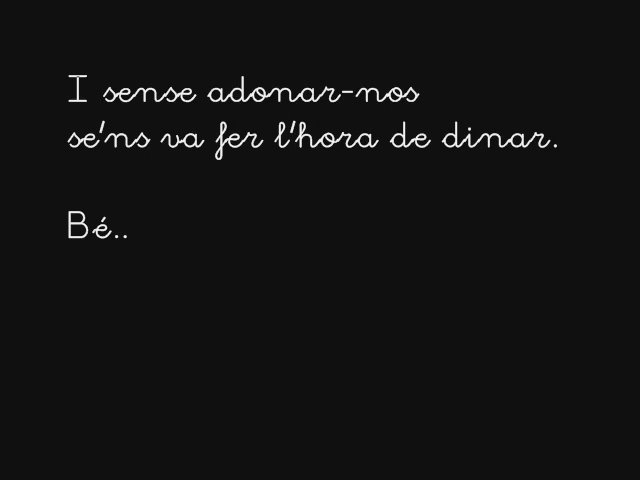 I sense adonar-nos
se'ns va fer l'hora de dinar.
Bé..